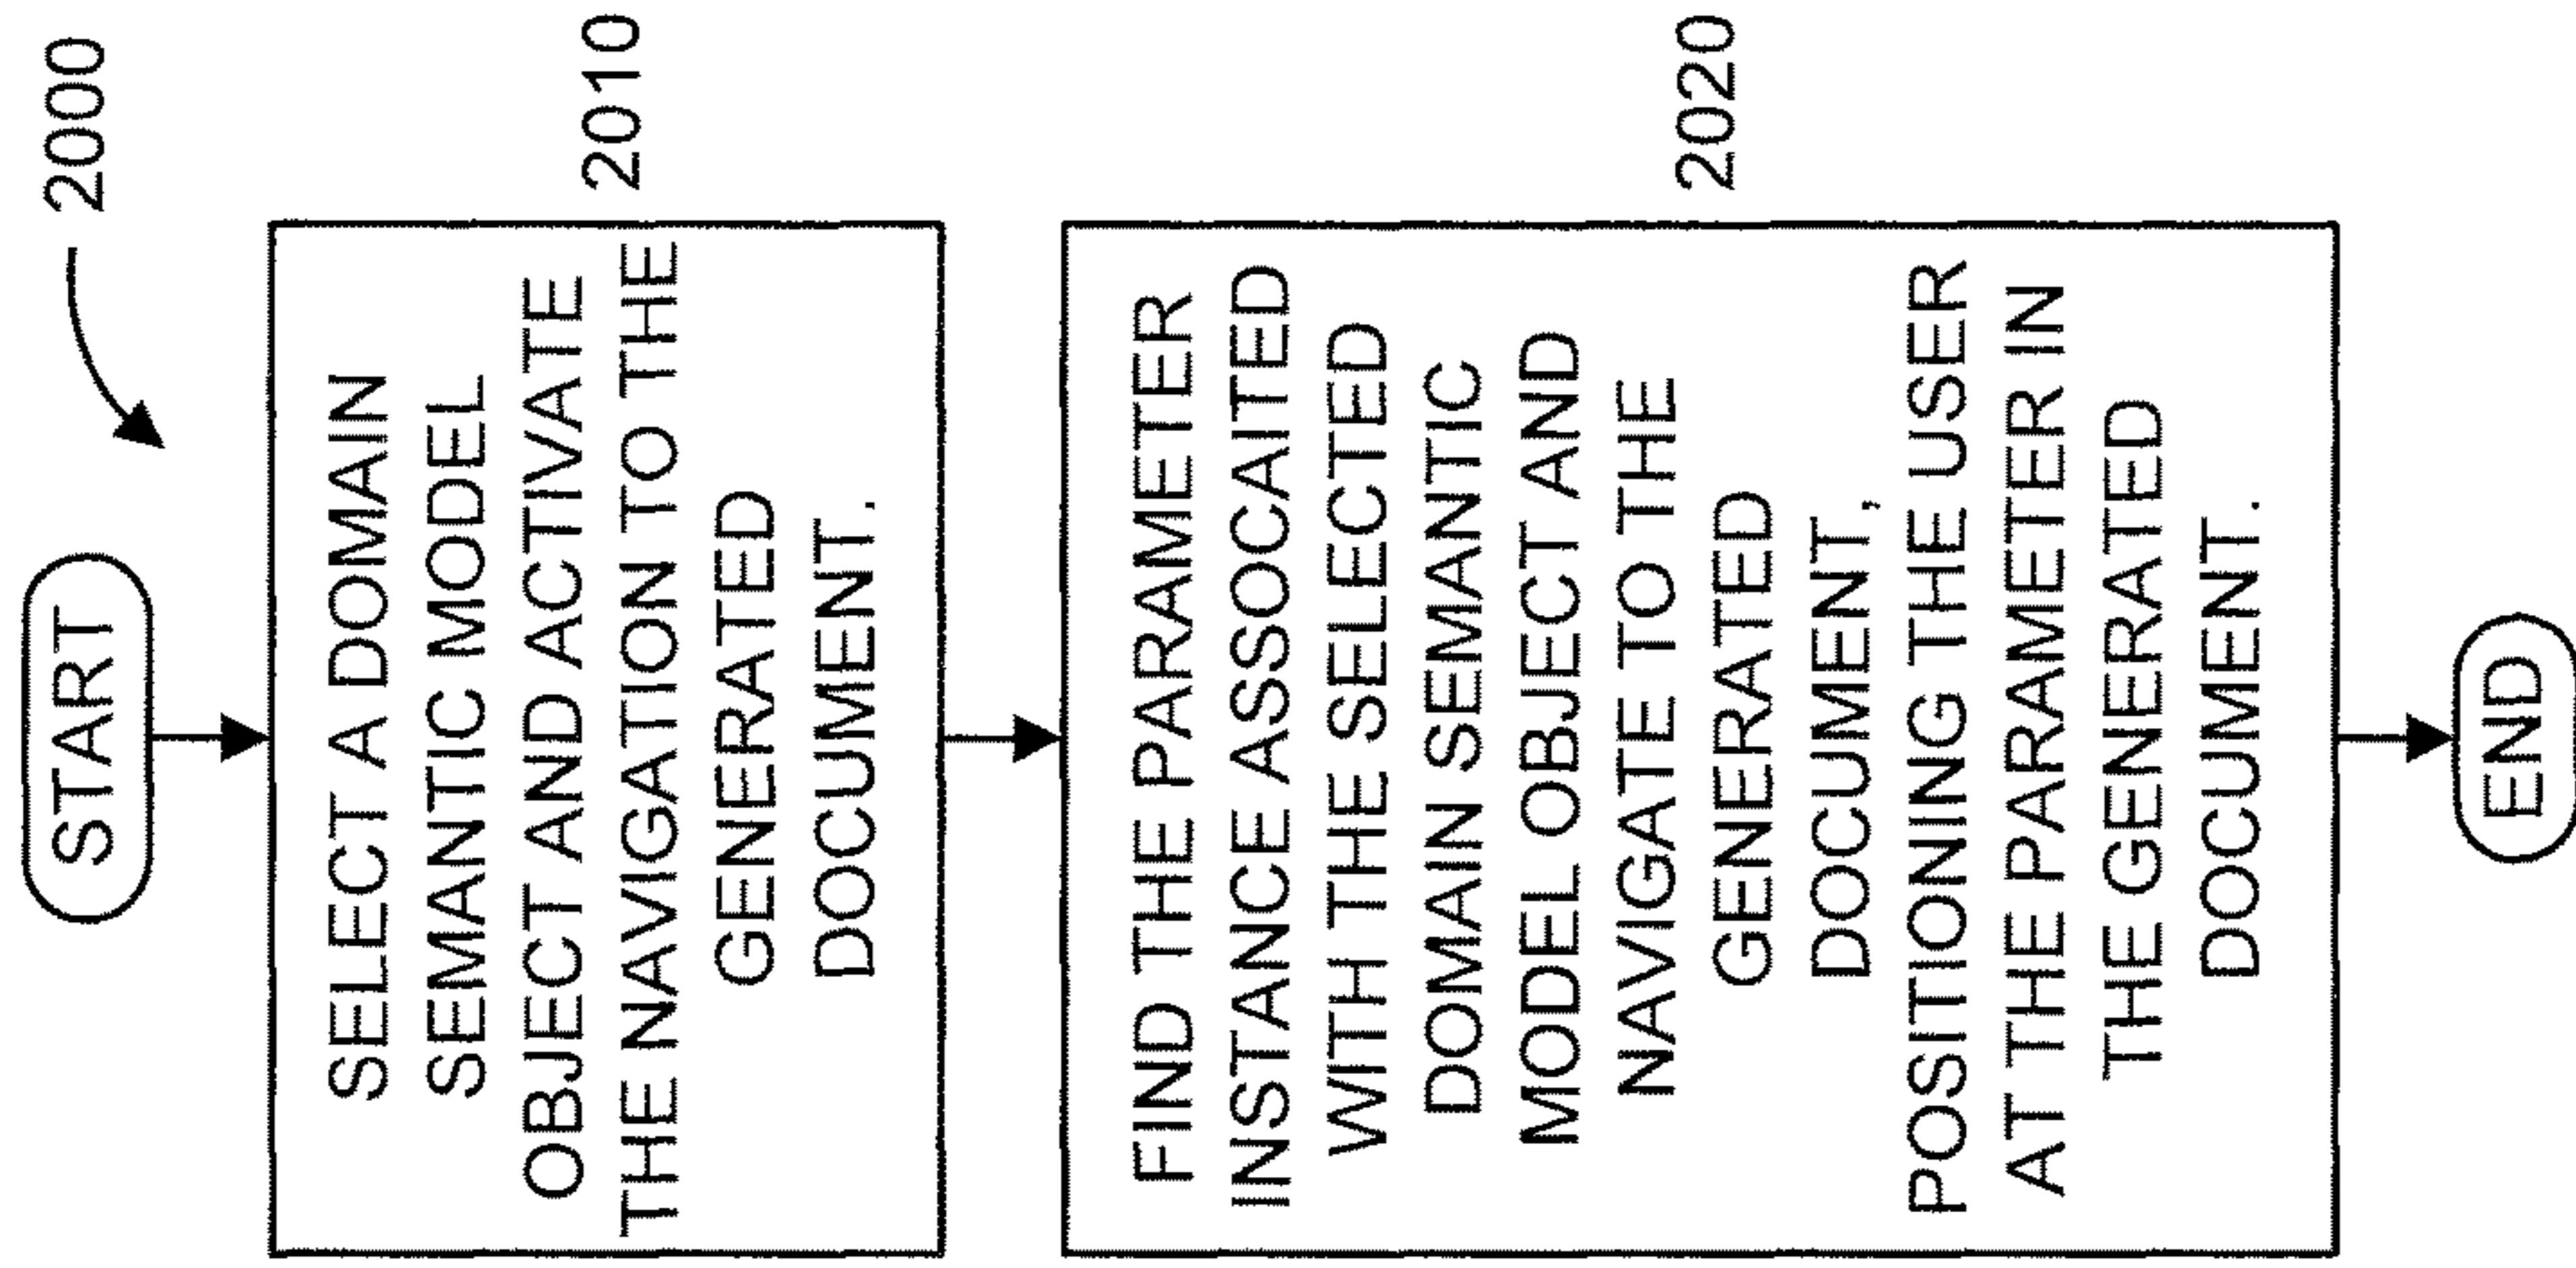 2000
START
SELECT A DOMAIN
SEMANTIC MODEL
OBJECT AND ACTIVATE
THE NAVIGATION TO THE
GENERATED
DOCUMENT.
2010
FIND THE PARAMETER
INSTANCE ASSOCAITED
WITH THE SELECTED
DOMAIN SEMANTIC
MODEL OBJECT AND
NAVIGATE TO THE
GENERATED
DOCUMENT,
POSITIONING THE USER
AT THE PARAMETER IN
THE GENERATED
DOCUMENT.
2020
END